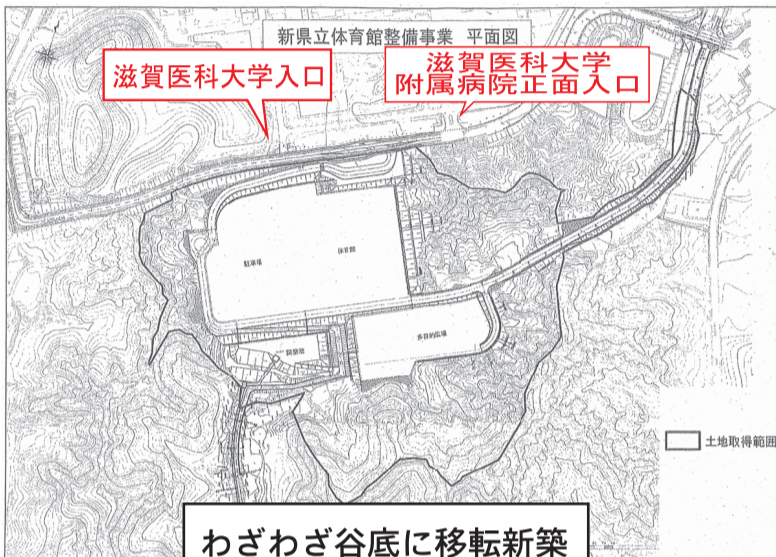 新県立体育館整備事業 平面図
滋賀医科大学入口
滋賀医科大学
附属病院正面入口
駐車場
体育館
多目的広場
調整池
土地取得範囲
わざわざ谷底に移転新築